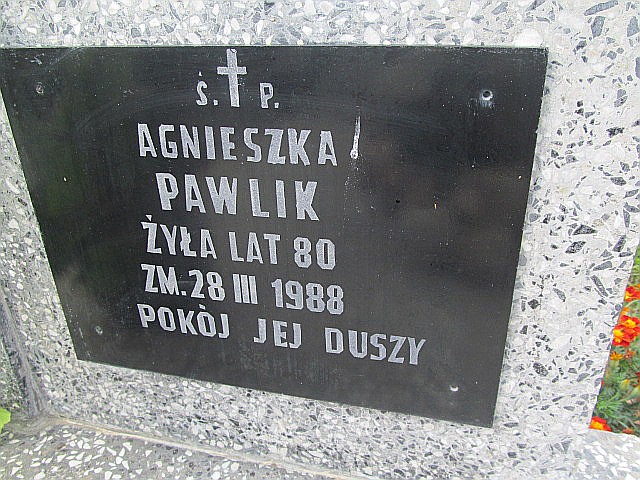 Ś. P.
AGNIESZKA
PAWLIK
ŻYŁA LAT 80
ZM. 28 III 1988
POKÓJ JEJ DUSZY